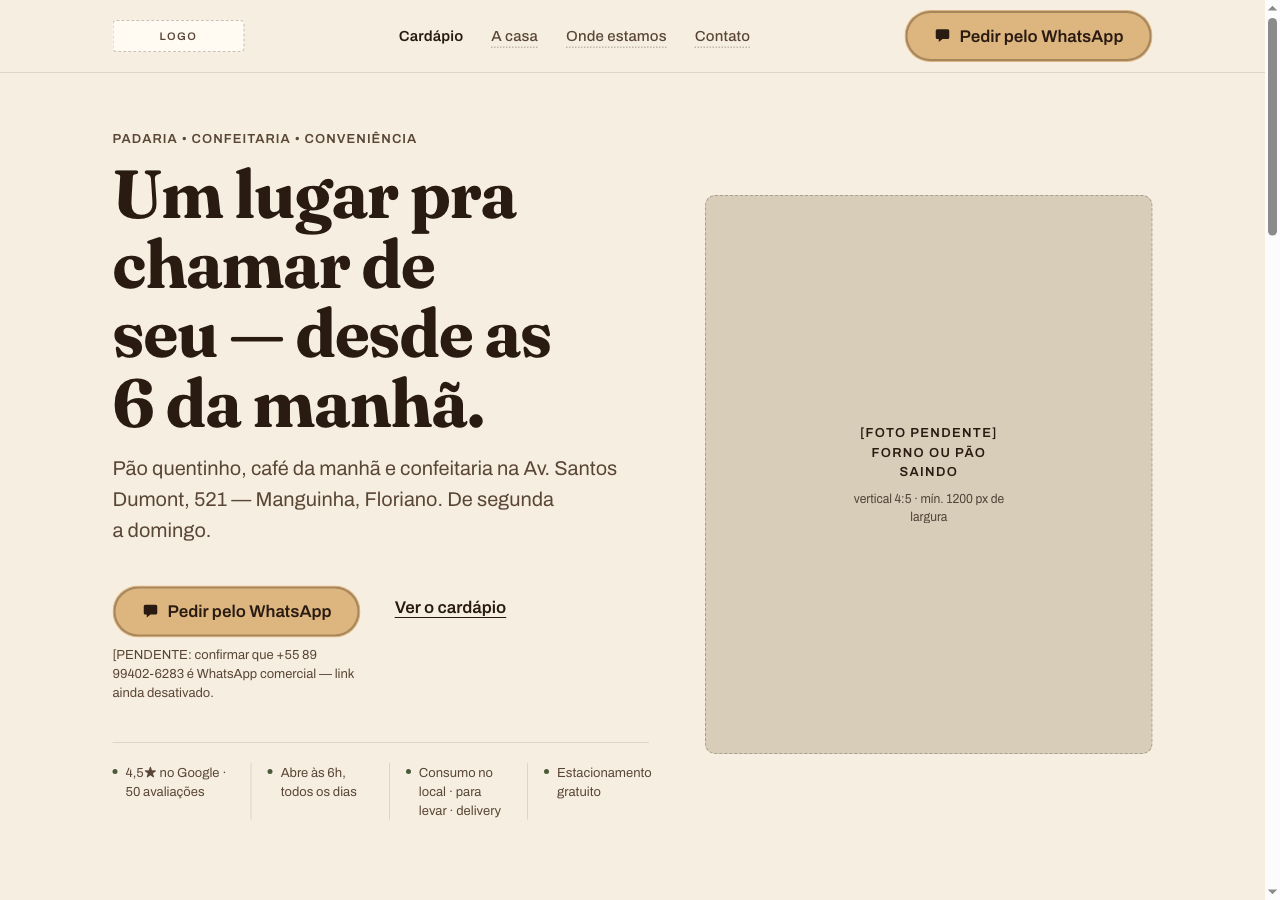 LOGO
Cardápio
A casa
Onde estamos
Contato
Pedir pelo WhatsApp
PADARIA • CONFEITARIA • CONVENIÊNCIA
Um lugar pra
chamar de
seu — desde as
6 da manhã.
Pão quentinho, café da manhã e confeitaria na Av. Santos
Dumont, 521 — Manguinha, Floriano. De segunda
a domingo.
Pedir pelo WhatsApp
Ver o cardápio
[PENDENTE: confirmar que +55 89
99402-6283 é WhatsApp comercial — link
ainda desativado.
4,5★ no Google ·
50 avaliações
Abre às 6h,
todos os dias
Consumo no
local · para
levar · delivery
Estacionamento
gratuito
[FOTO PENDENTE]
FORNO OU PÃO
SAINDO
vertical 4:5 · mín. 1200 px de
largura